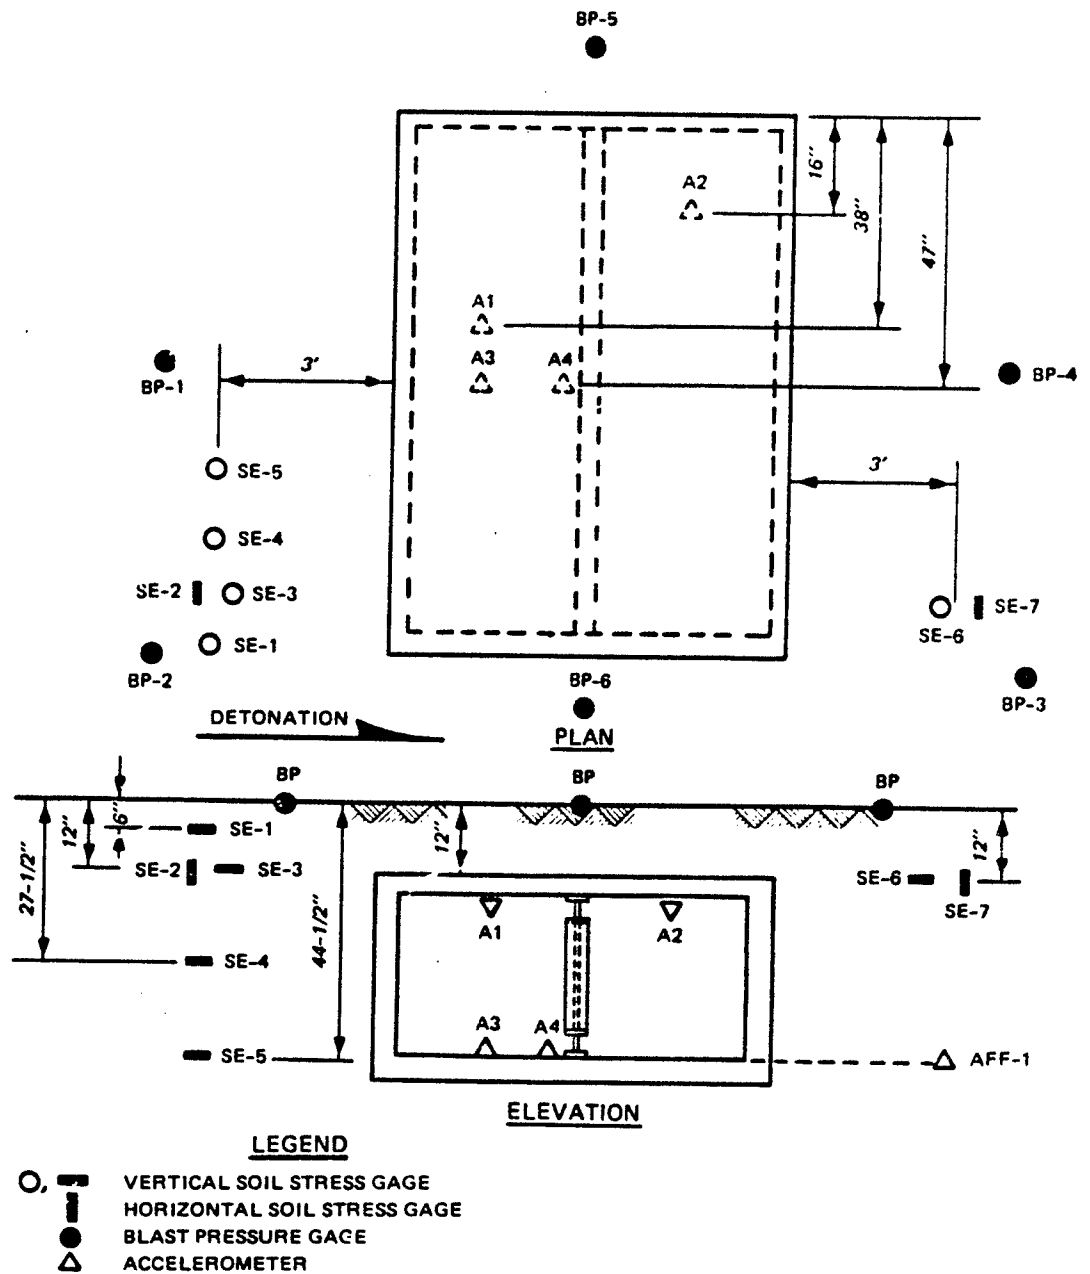 BP-5
A2
16"
38"
47"
A1
A3
A4
3'
BP-1
BP-4
SE-5
3'
SE-4
SE-2
SE-3
SE-7
SE-6
SE-1
BP-2
BP-6
BP-3
DETONATION
PLAN
BP
BP
BP
6"
12"
SE-1
12"
12"
SE-2
SE-3
SE-6
SE-7
27-1/2"
44-1/2"
A1
A2
SE-4
A3
A4
SE-5
AFF-1
ELEVATION
LEGEND
VERTICAL SOIL STRESS GAGE
HORIZONTAL SOIL STRESS GAGE
BLAST PRESSURE GAGE
ACCELEROMETER